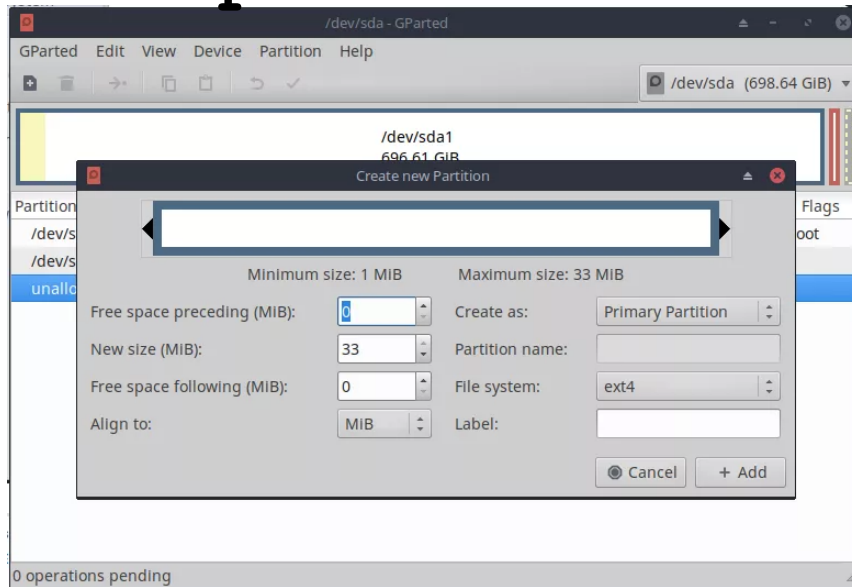 /dev/sda - GParted
GParted Edit View Device Partition Help
/dev/sda (698.64 GiB)
/dev/sda1
696.61 GiB
Create new Partition
Partition
Flags
Minimum size: 1 MiB Maximum size: 33 MiB
Free space preceding (MiB): 0 Create as: Primary Partition
New size (MiB): 33 Partition name:
Free space following (MiB): 0 File system: ext4
Align to: MiB Label:
Cancel + Add
/dev/s
oot
/dev/s
unallo
0 operations pending